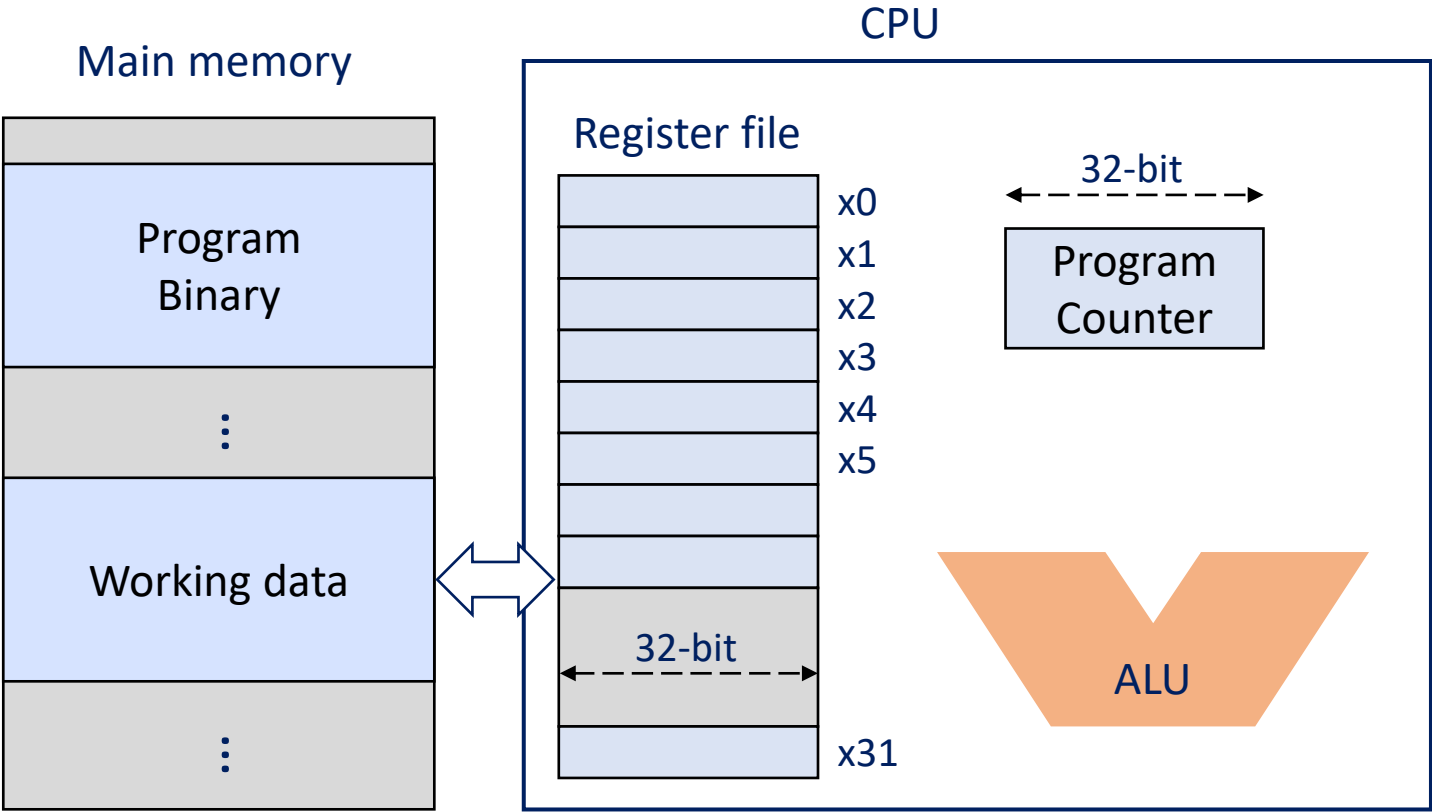 CPU
Main memory
Register file
32-bit
x0
x1
x2
x3
x4
x5
Program
Binary
Program
Counter
⋮
Working data
32-bit
ALU
⋮
x31